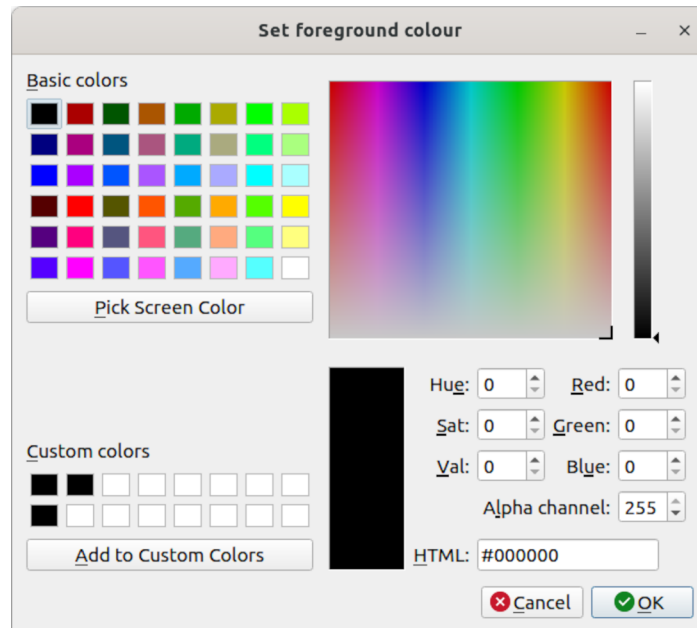 Set foreground colour
Basic colors
Pick Screen Color
Custom colors
Add to Custom Colors
Hue: 0 Red: 0
Sat: 0 Green: 0
Val: 0 Blue: 0
Alpha channel: 255
HTML: #000000
Cancel OK